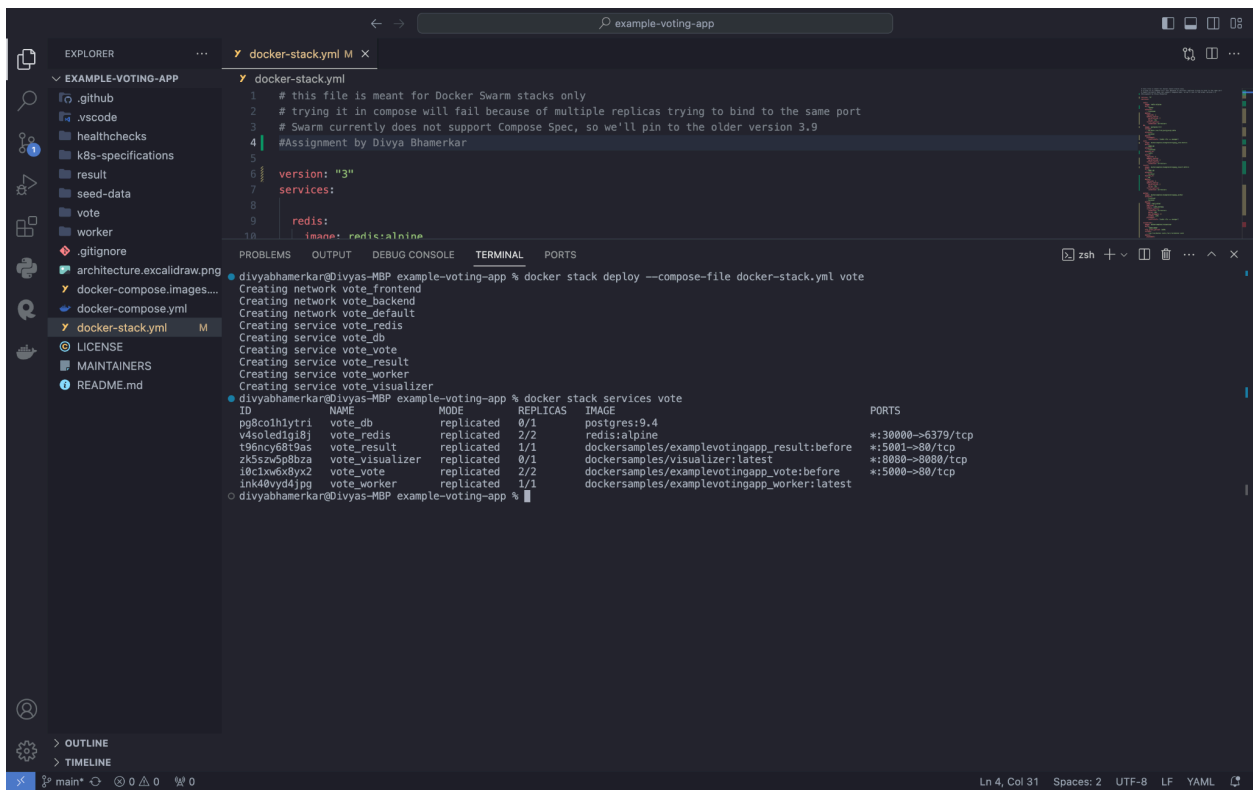 example-voting-app
EXPLORER
EXAMPLE-VOTING-APP
.github
.vscode
healthchecks
k8s-specifications
result
seed-data
vote
worker
.gitignore
architecture.excalidraw.png
docker-compose.images....
docker-compose.yml
docker-stack.yml M
LICENSE
MAINTAINERS
README.md
OUTLINE
TIMELINE
1
docker-stack.yml M
docker-stack.yml
1 # this file is meant for Docker Swarm stacks only
2 # trying it in compose will fail because of multiple replicas trying to bind to the same port
3 # Swarm currently does not support Compose Spec, so we'll pin to the older version 3.9
4 #Assignment by Divya Bhamerkar
5
6 version: "3"
7 services:
8
9 redis:
10 image: redis:alpine
PROBLEMS OUTPUT DEBUG CONSOLE TERMINAL PORTS
zsh
divyabhamerkar@Divyas-MBP example-voting-app % docker stack deploy --compose-file docker-stack.yml vote
Creating network vote_frontend
Creating network vote_backend
Creating network vote_default
Creating service vote_redis
Creating service vote_db
Creating service vote_vote
Creating service vote_result
Creating service vote_worker
Creating service vote_visualizer
divyabhamerkar@Divyas-MBP example-voting-app % docker stack services vote
ID NAME MODE REPLICAS IMAGE PORTS
pg8co1h1ytri vote_db replicated 0/1 postgres:9.4
v4soled1gi8j vote_redis replicated 2/2 redis:alpine *:30000->6379/tcp
t96ncy68t9as vote_result replicated 1/1 dockersamples/examplevotingapp_result:before *:5001->80/tcp
zk5szw5p8bza vote_visualizer replicated 0/1 dockersamples/visualizer:latest *:8080->8080/tcp
i0c1xw6x8yx2 vote_vote replicated 2/2 dockersamples/examplevotingapp_vote:before *:5000->80/tcp
ink40vyd4jpg vote_worker replicated 1/1 dockersamples/examplevotingapp_worker:latest
divyabhamerkar@Divyas-MBP example-voting-app %
main* 0 0 0
Ln 4, Col 31 Spaces: 2 UTF-8 LF YAML